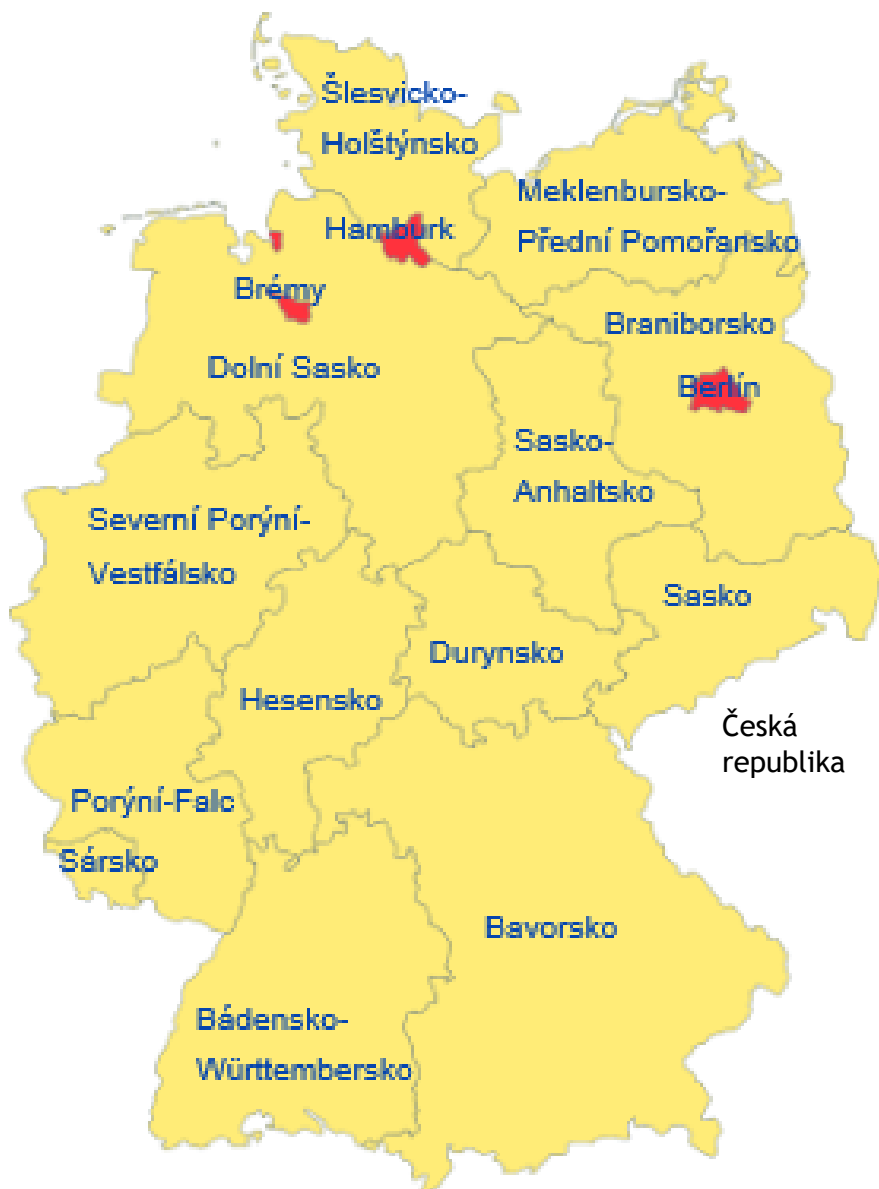 Šlesvicko-
Holštýnsko
Meklenbursko-
Přední Pomořansko
Hamburk
Brémy
Braniborsko
Dolní Sasko
Berlín
Sasko-
Anhaltsko
Severní Porýní-
Vestfálsko
Sasko
Durynsko
Hesensko
Česká
republika
Porýní-Falc
Sársko
Bavorsko
Bádensko-
Württembersko